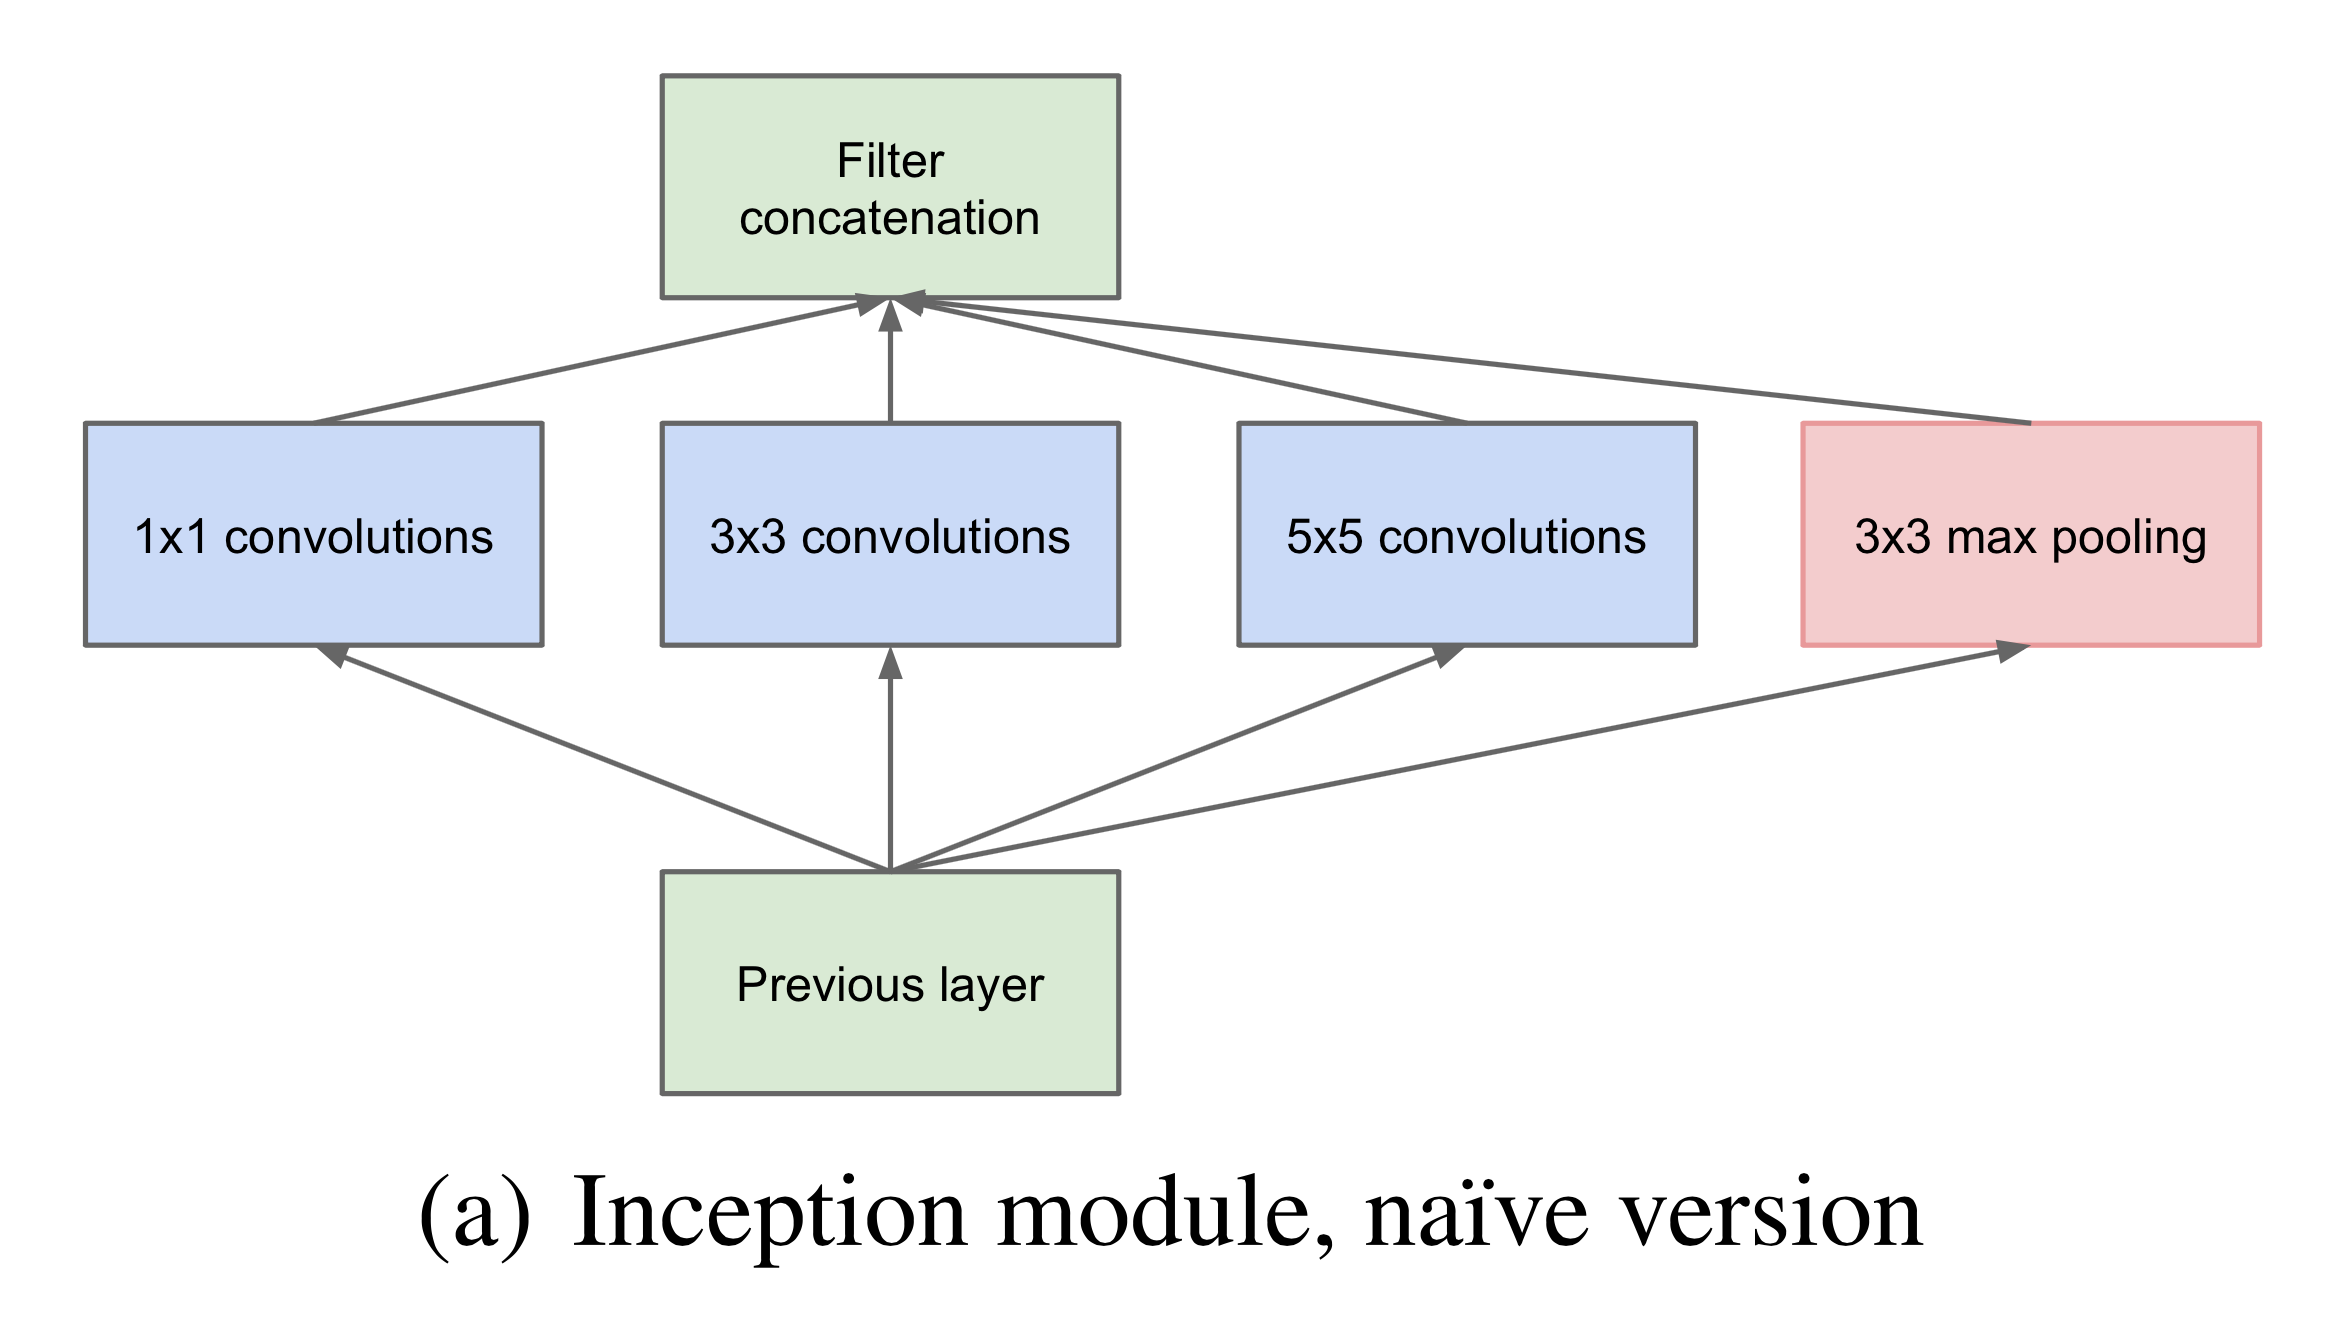 Filter
concatenation
1x1 convolutions
3x3 convolutions
5x5 convolutions
3x3 max pooling
Previous layer
(a) Inception module, naïve version